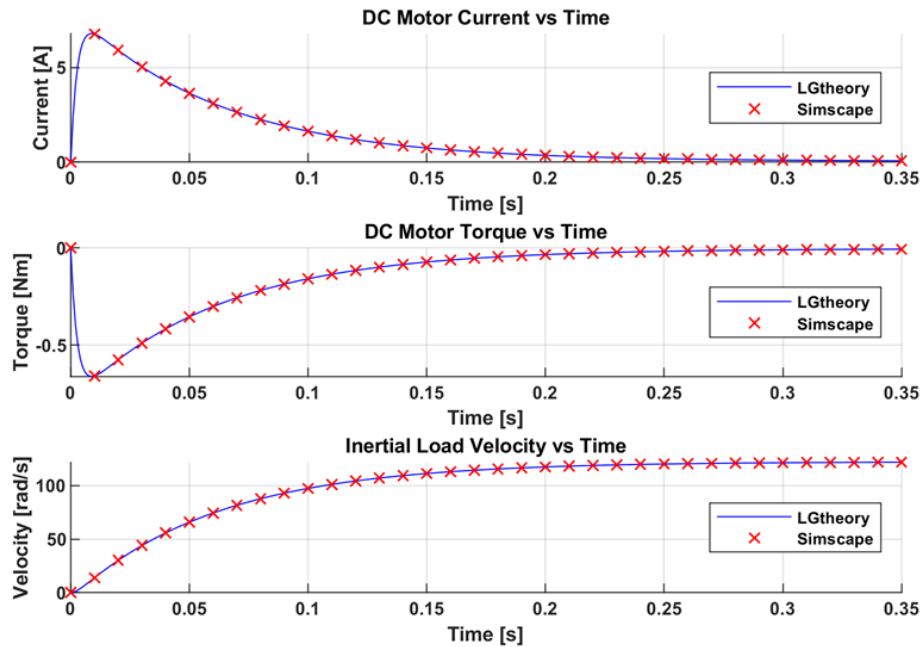 DC Motor Current vs Time
Current [A]
5
0
LGtheory
Simscape
0 0.05 0.1 0.15 0.2 0.25 0.3 0.35
Time [s]
DC Motor Torque vs Time
Torque [Nm]
0
-0.5
LGtheory
Simscape
0 0.05 0.1 0.15 0.2 0.25 0.3 0.35
Time [s]
Inertial Load Velocity vs Time
Velocity [rad/s]
100
50
0
LGtheory
Simscape
0 0.05 0.1 0.15 0.2 0.25 0.3 0.35
Time [s]